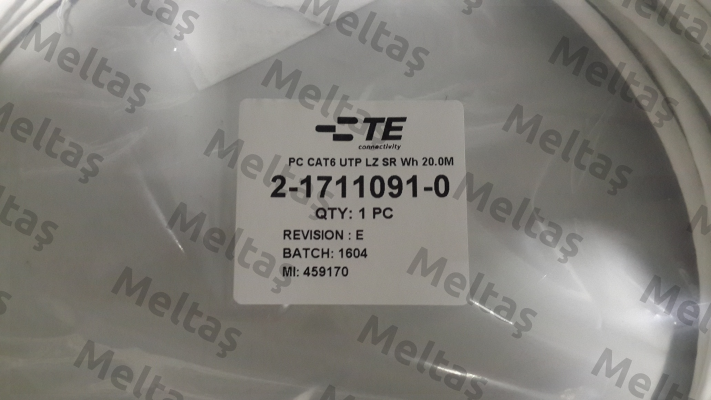 TE
connectivity
PC CAT6 UTP LZ SR Wh 20.0M
2-1711091-0
QTY: 1 PC
REVISION : E
BATCH: 1604
MI: 459170
Meltaş
Meltaş
Meltaş
Meltaş
Meltaş
Meltaş
Meltaş
Meltaş
Meltaş
Meltaş
Meltaş
Meltaş
Meltaş